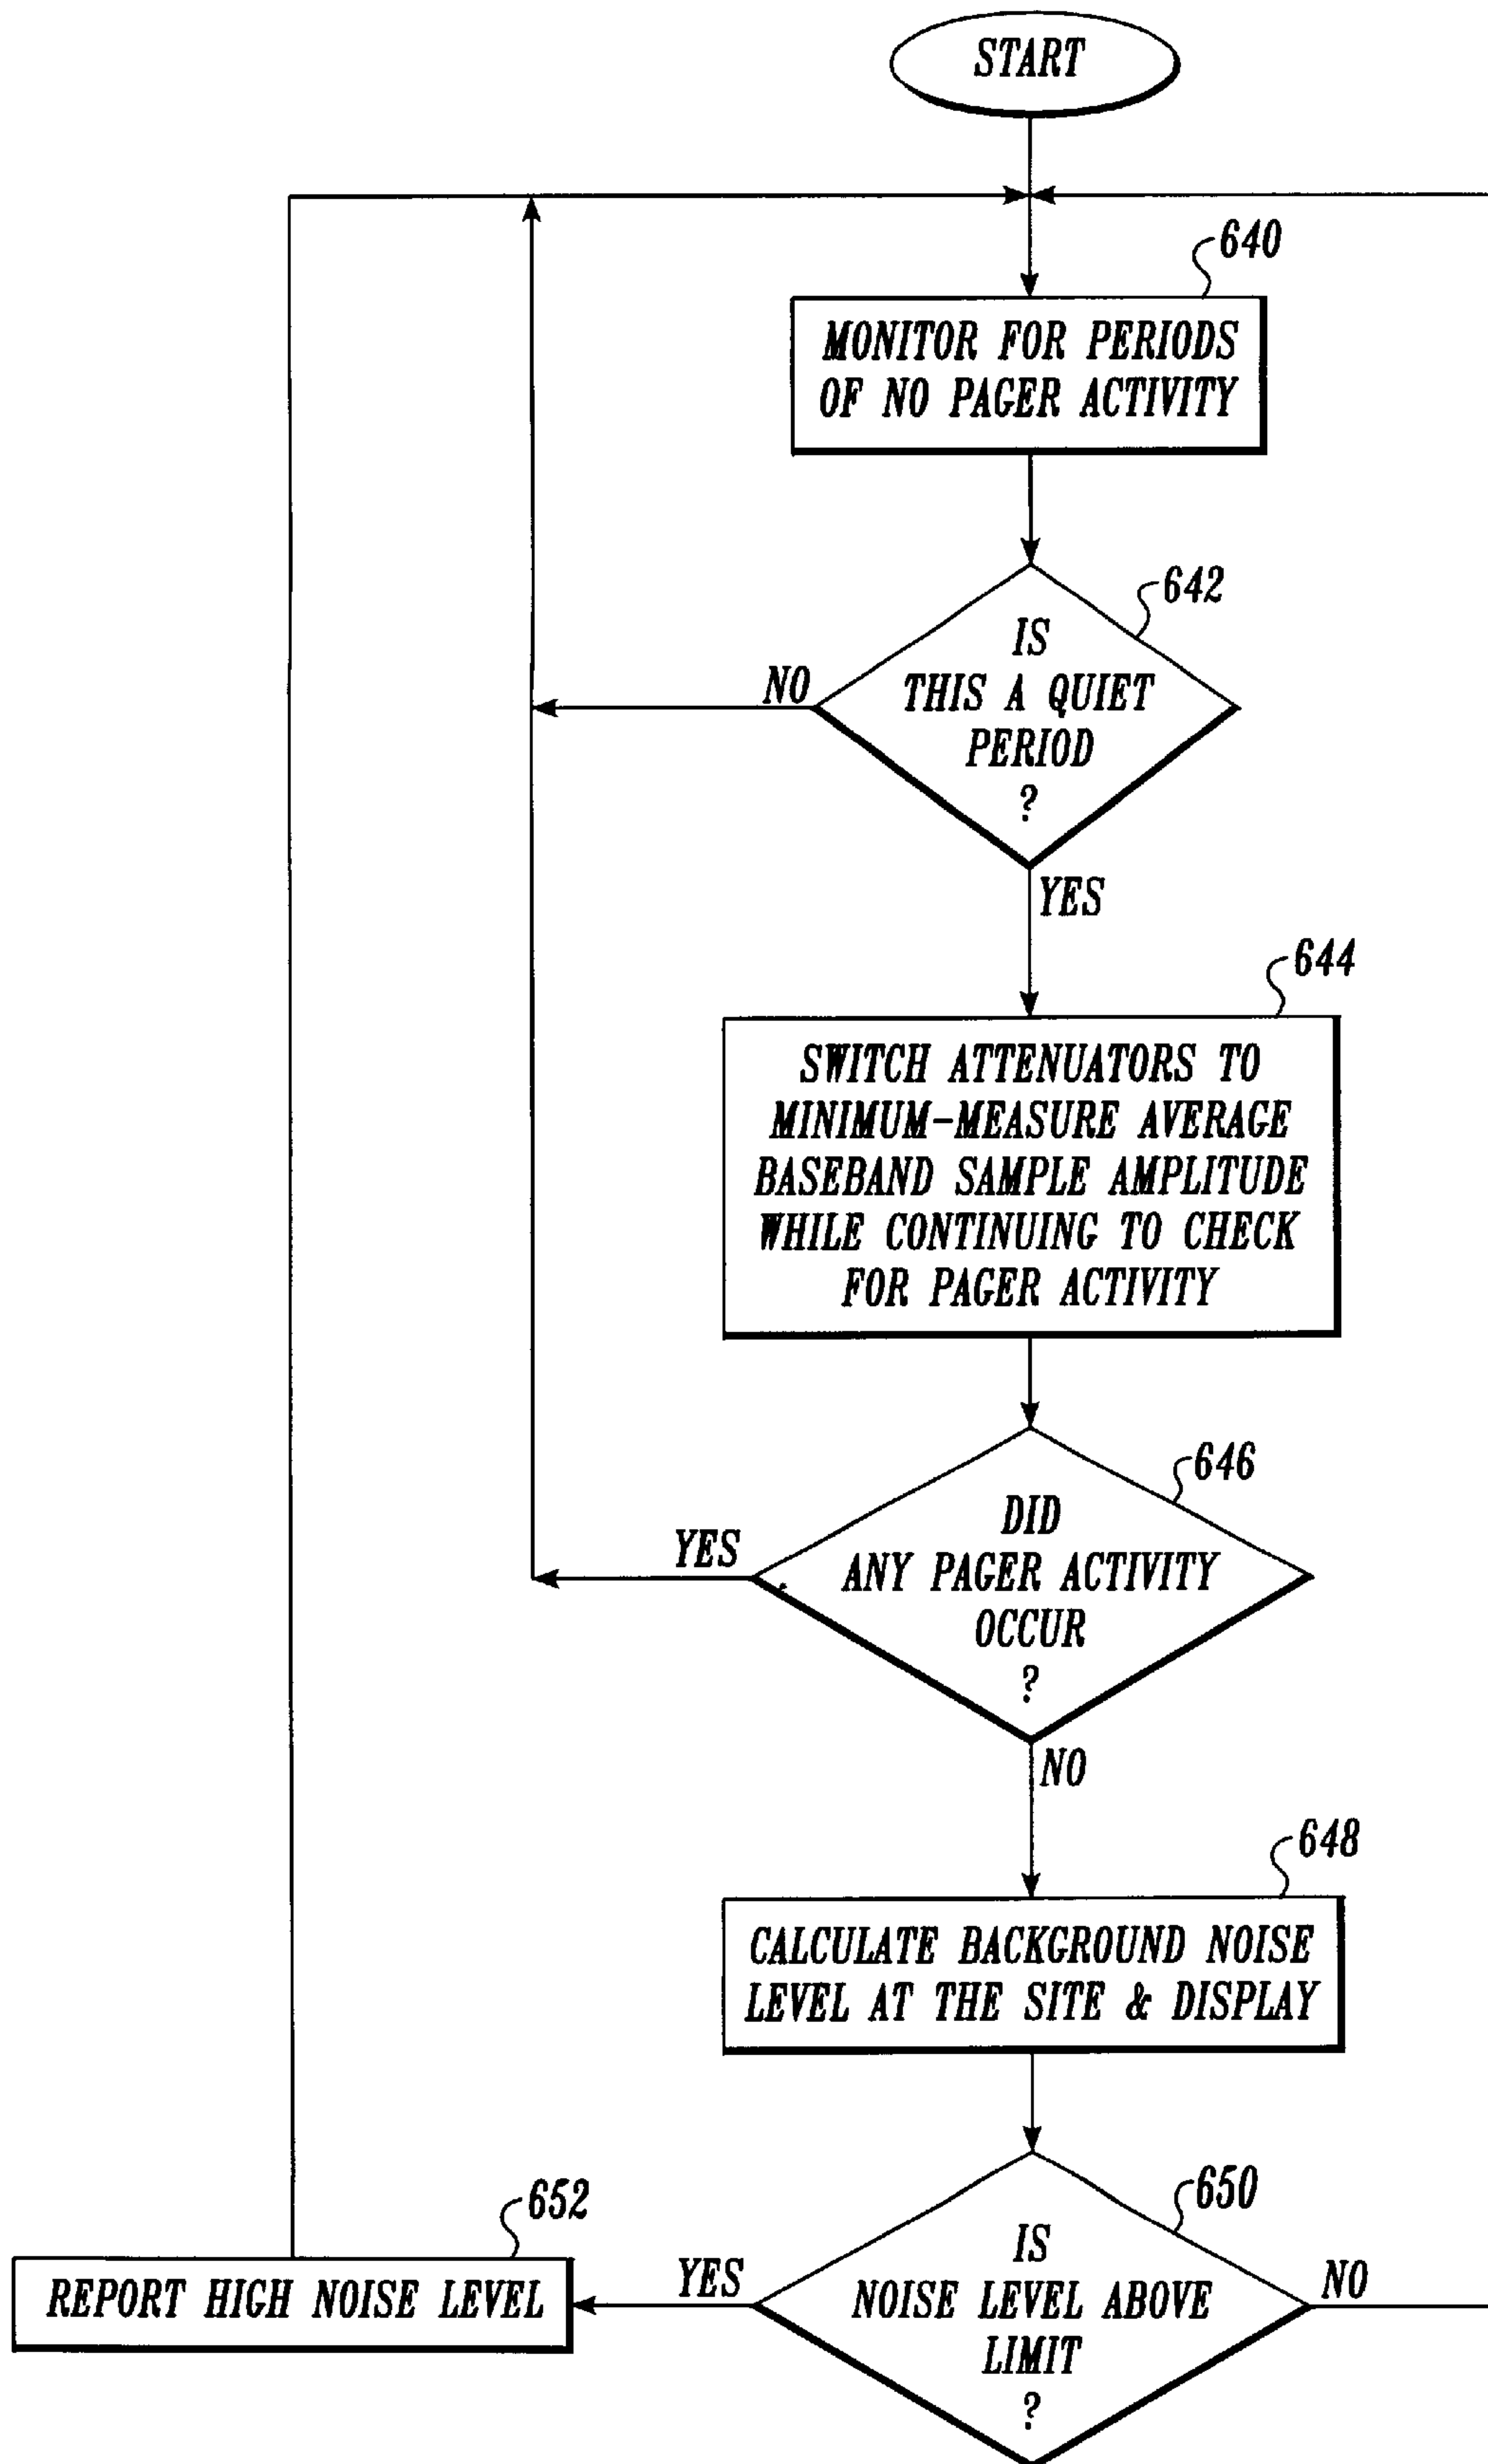 START
640
MONITOR FOR PERIODS
OF NO PAGER ACTIVITY
642
IS
THIS A QUIET
PERIOD
?
NO
YES
644
SWITCH ATTENUATORS TO
MINIMUM-MEASURE AVERAGE
BASEBAND SAMPLE AMPLITUDE
WHILE CONTINUING TO CHECK
FOR PAGER ACTIVITY
646
DID
ANY PAGER ACTIVITY
OCCUR
?
YES
NO
648
CALCULATE BACKGROUND NOISE
LEVEL AT THE SITE & DISPLAY
650
IS
NOISE LEVEL ABOVE
LIMIT
?
YES
NO
652
REPORT HIGH NOISE LEVEL